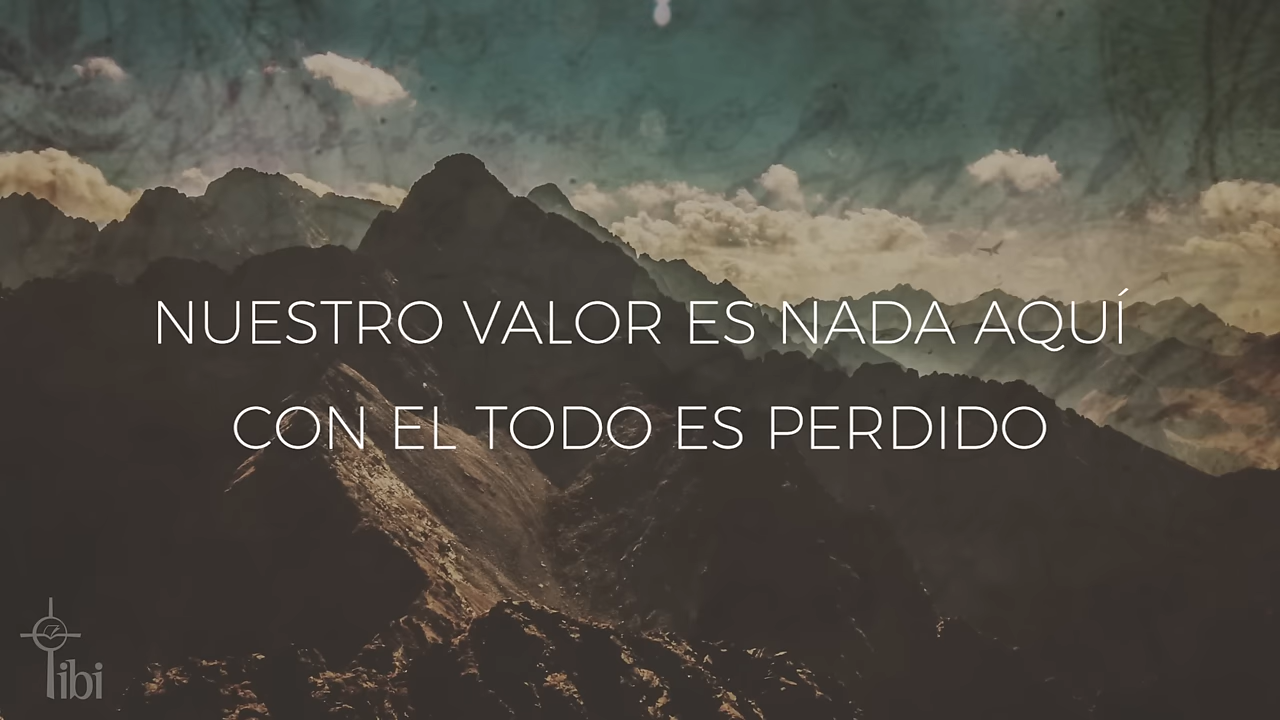 NUESTRO VALOR ES NADA AQUÍ
CON EL TODO ES PERDIDO
ibi